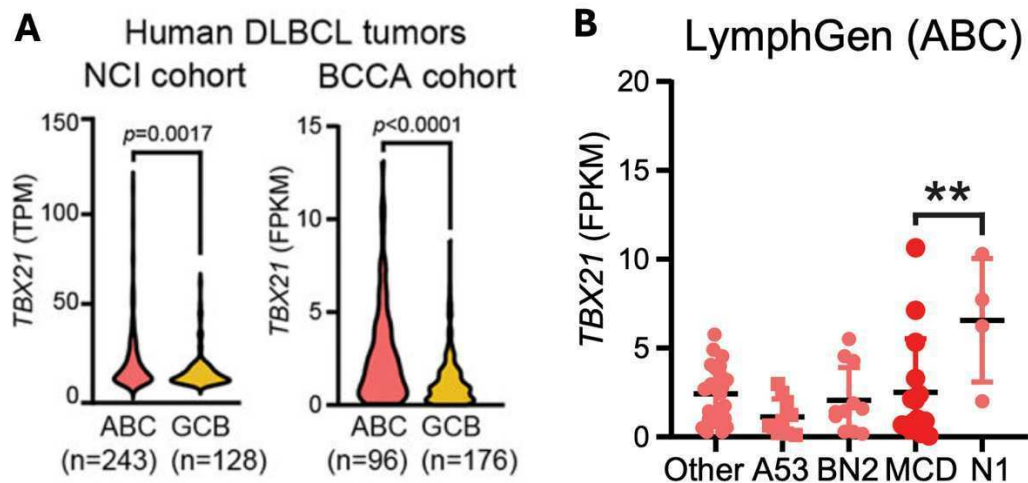 A
Human DLBCL tumors
NCI cohort
BCCA cohort
TBX21 (TPM)
150
100
50
0
p=0.0017
ABC GCB
(n=243) (n=128)
TBX21 (FPKM)
15
10
5
0
p<0.0001
ABC GCB
(n=96) (n=176)
B
LymphGen (ABC)
TBX21 (FPKM)
20
15
10
5
0
**
Other A53 BN2 MCD N1